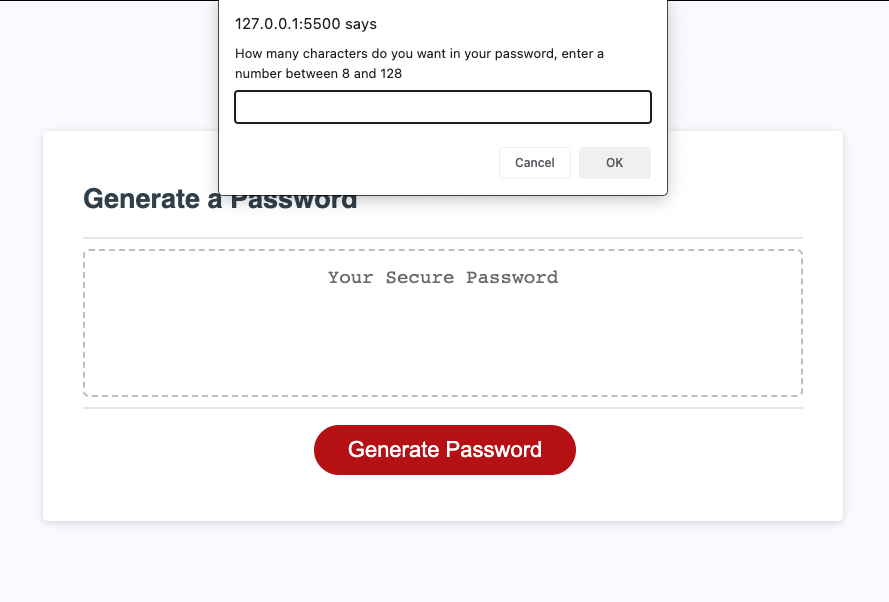 127.0.0.1:5500 says
How many characters do you want in your password, enter a
number between 8 and 128
Cancel
OK
Generate a Password
Your Secure Password
Generate Password